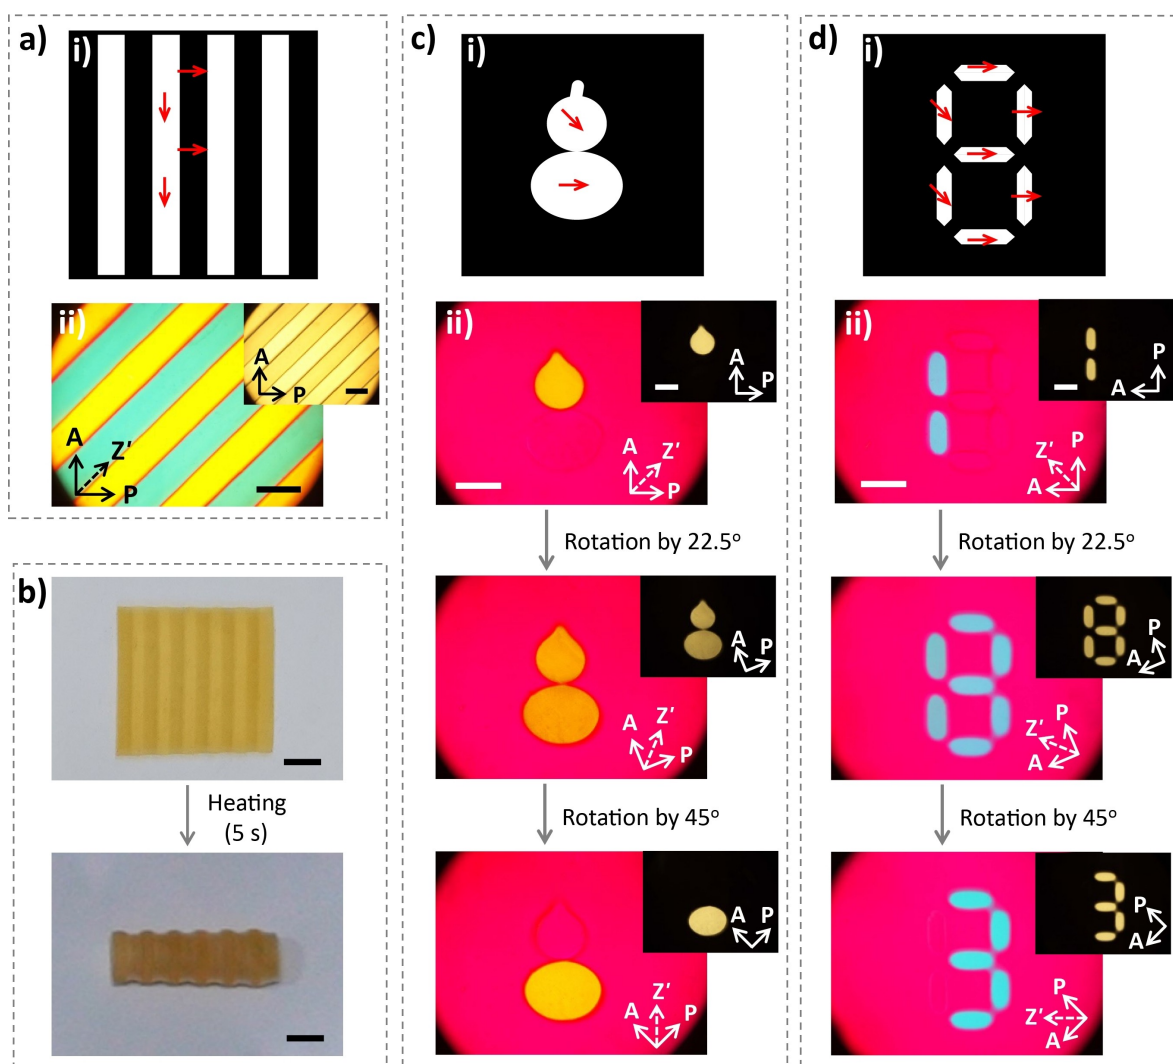 a)
i)
ii)
A
P
A
Z′
P
b)
Heating
(5 s)
c)
i)
ii)
A
P
A
Z′
P
Rotation by 22.5°
A
P
A
Z′
P
Rotation by 45°
A
P
Z′
A
P
d)
i)
ii)
P
A
Z′
P
A
Rotation by 22.5°
P
A
P
Z′
A
Rotation by 45°
P
A
P
Z′
A